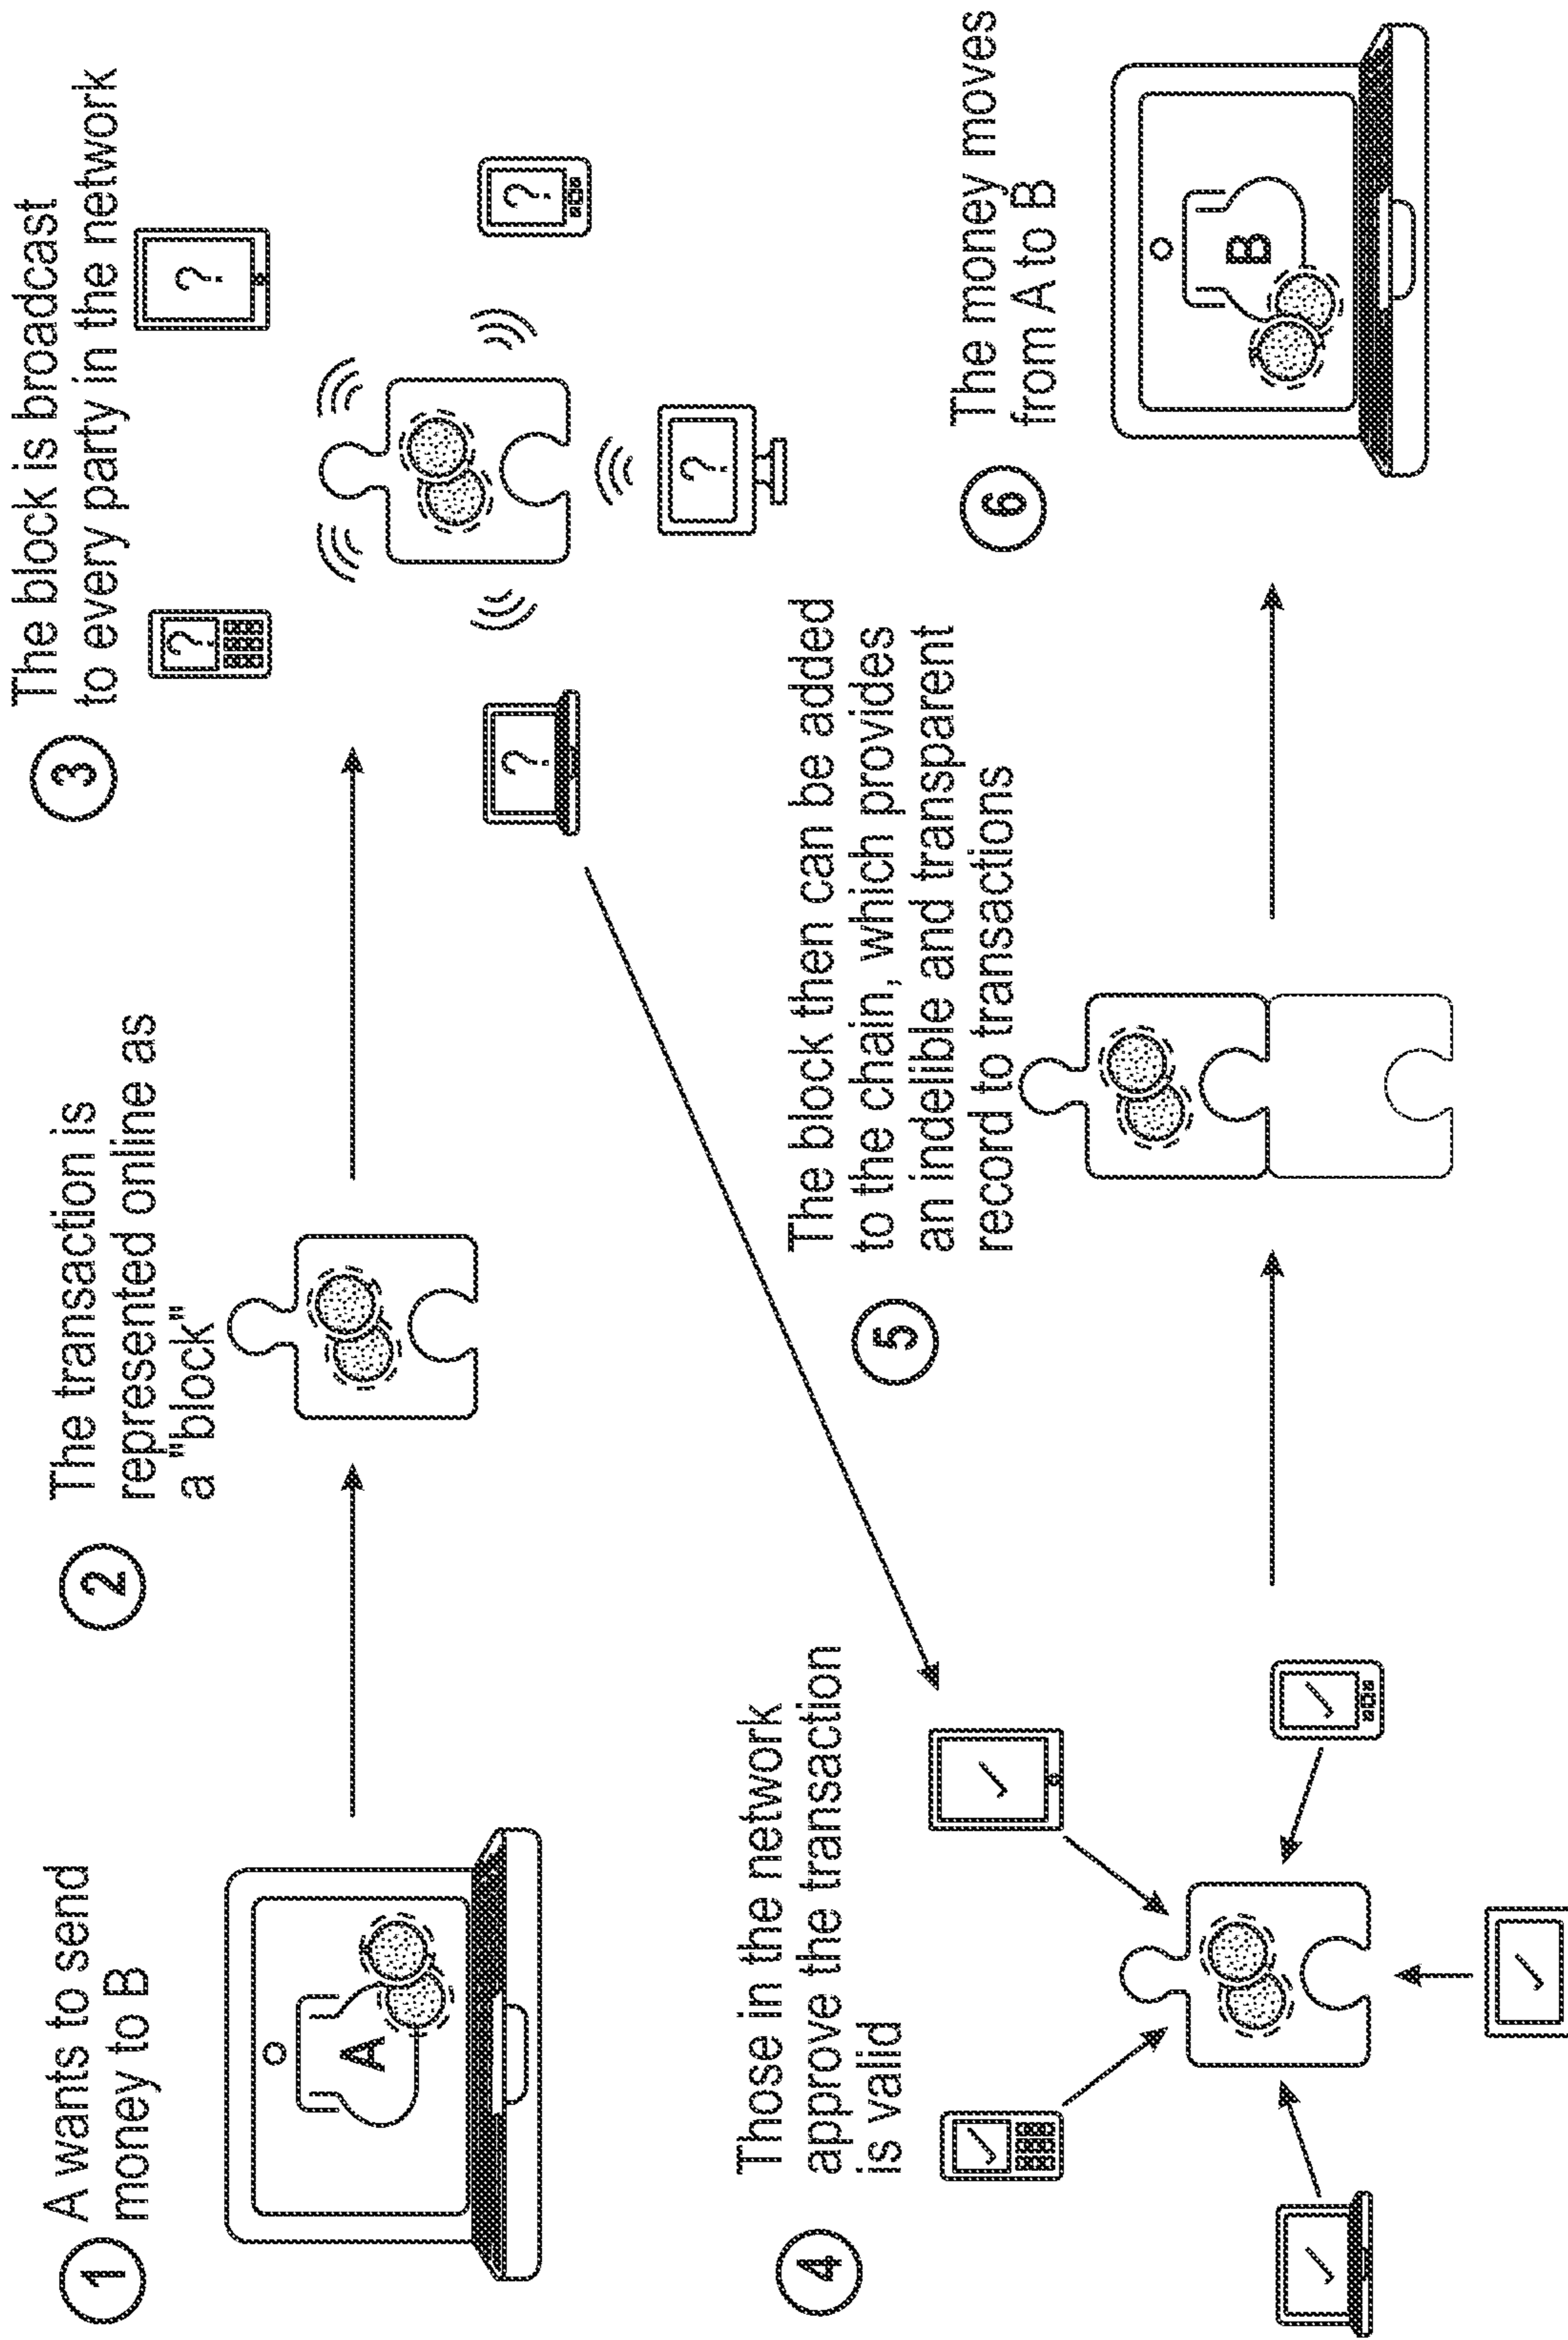 1
A wants to send
money to B
A
2
The transaction is
represented online as
a "block"
3
The block is broadcast
to every party in the network
?
?
?
?
?
4
Those in the network
approve the transaction
is valid
5
The block then can be added
to the chain, which provides
an indelible and transparent
record to transactions
6
The money moves
from A to B
B